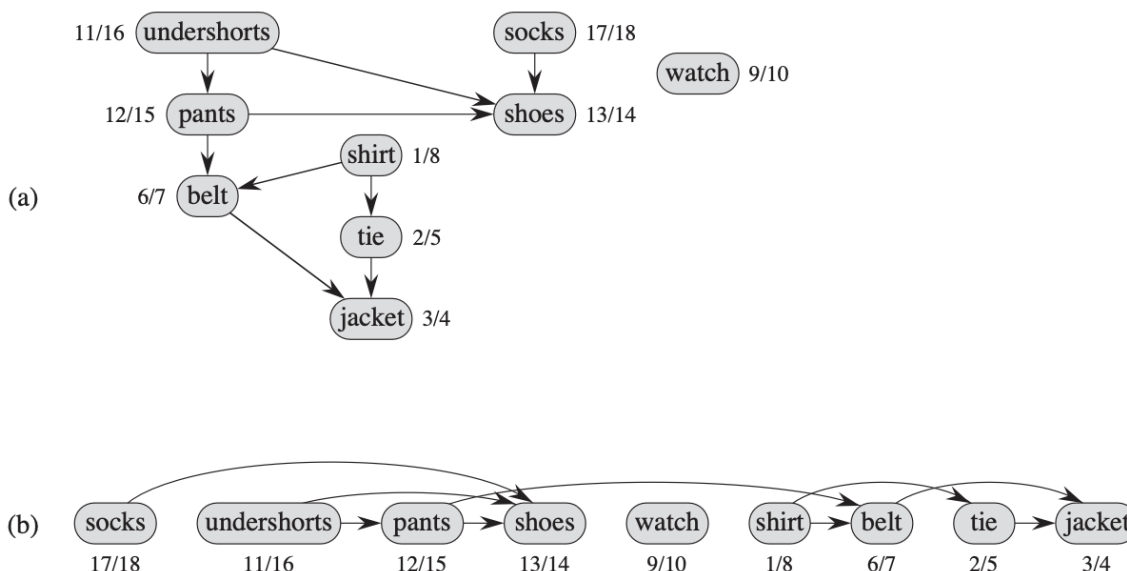 11/16 undershorts socks 17/18
watch 9/10
12/15 pants shoes 13/14
shirt 1/8
(a) 6/7 belt
tie 2/5
jacket 3/4
(b) socks undershorts pants shoes watch shirt belt tie jacket
17/18 11/16 12/15 13/14 9/10 1/8 6/7 2/5 3/4